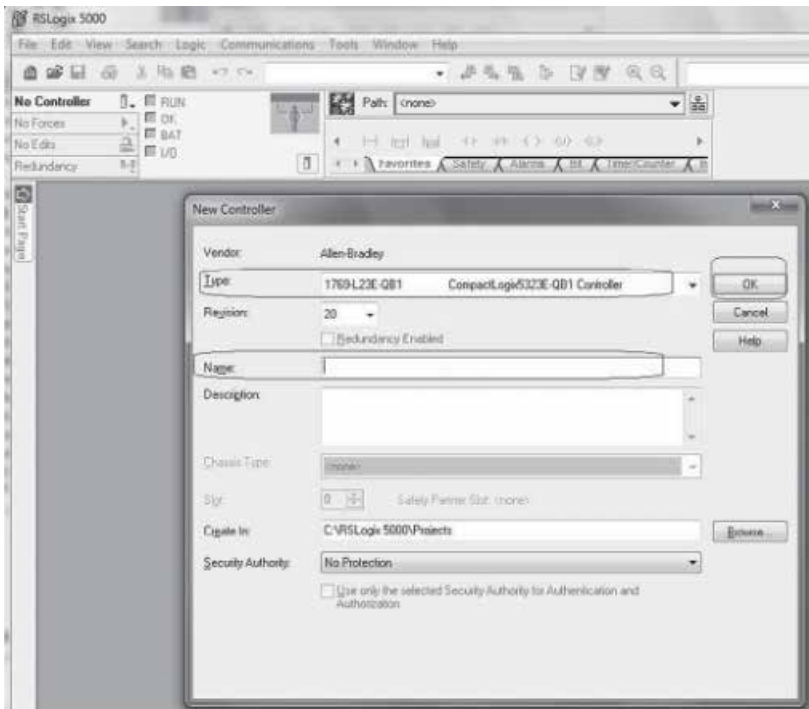 RSLogix 5000
File Edit View Search Logic Communications Tools Window Help
No Controller
RUN
Path: <none>
No Forces
OK
No Edits
BAT
I/O
Redundancy
Favorites Safety Alarms Bit Timer/Counter
Start Page
New Controller
Vendor: Allen-Bradley
Type: 1769-L23E-QB1 CompactLogix5323E-QB1 Controller
OK
Revision: 20
Cancel
Redundancy Enabled
Help
Name:
Description:
Chassis Type: <none>
Slot: 0 Safety Partner Slot: <none>
Create In: C:\RSLogix 5000\Projects
Browse...
Security Authority: No Protection
Use only the selected Security Authority for Authentication and
Authorization